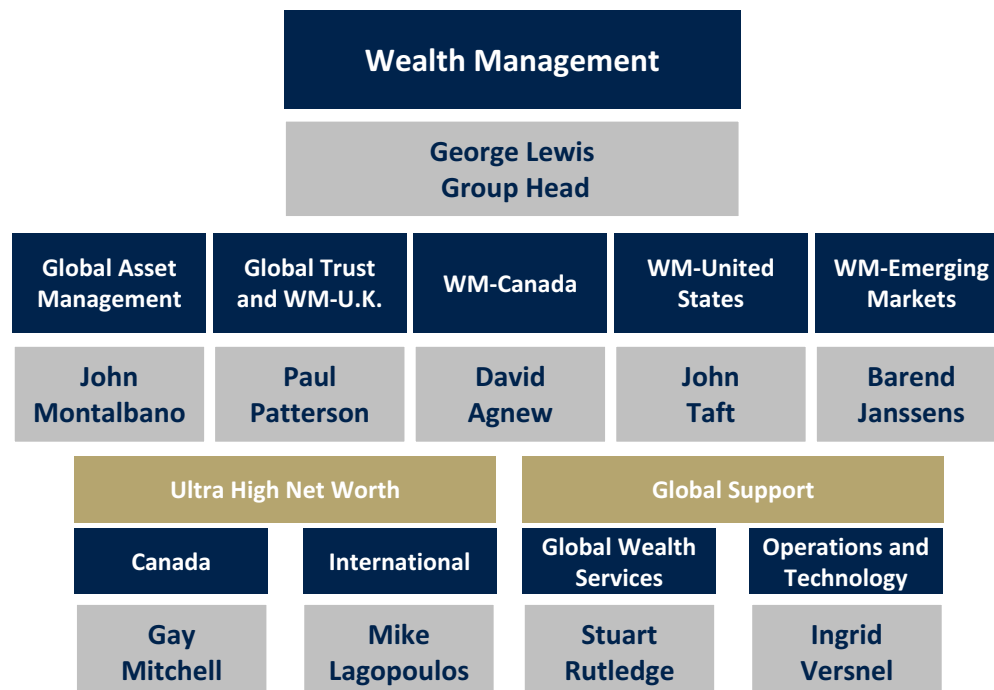 Wealth Management
George Lewis
Group Head
Global Asset
Management
Global Trust
and WM-U.K.
WM-Canada
WM-United
States
WM-Emerging
Markets
John
Montalbano
Paul
Patterson
David
Agnew
John
Taft
Barend
Janssens
Ultra High Net Worth
Global Support
Canada
International
Global Wealth
Services
Operations and
Technology
Gay
Mitchell
Mike
Lagopoulos
Stuart
Rutledge
Ingrid
Versnel